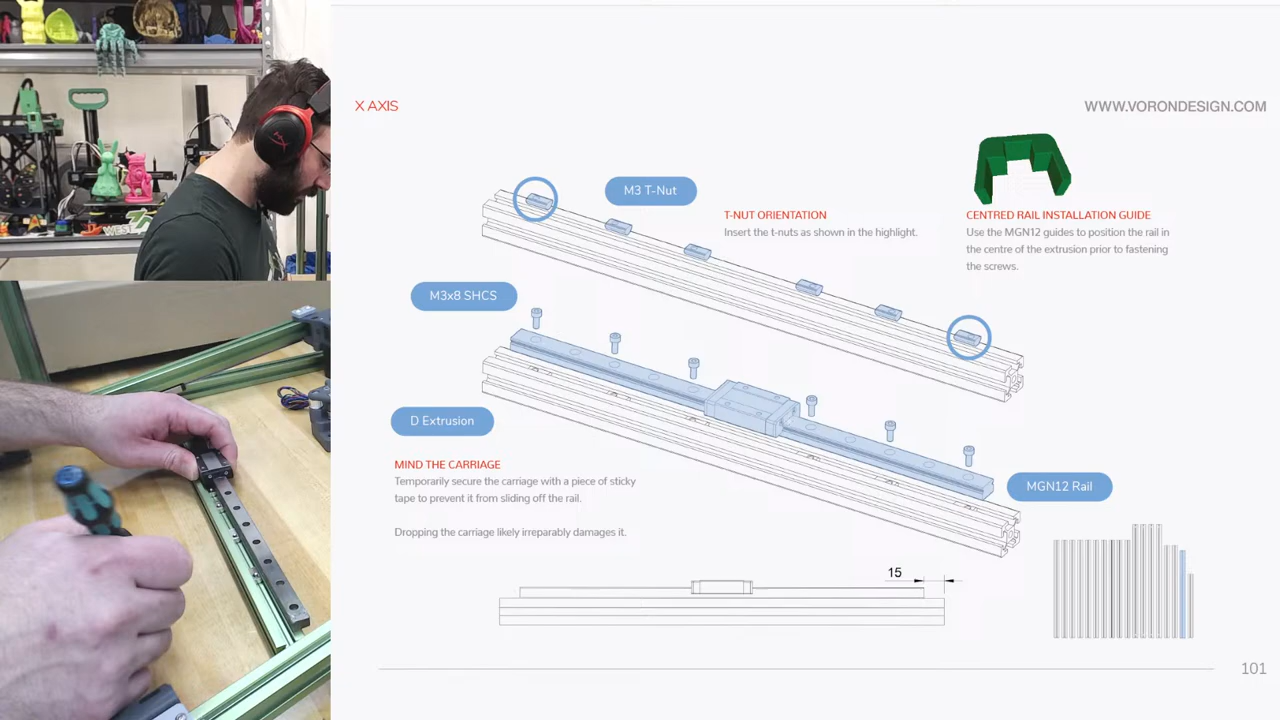 X AXIS
WWW.VORONDESIGN.COM
M3 T-Nut
T-NUT ORIENTATION
Insert the t-nuts as shown in the highlight.
CENTRED RAIL INSTALLATION GUIDE
Use the MGN12 guides to position the rail in
the centre of the extrusion prior to fastening
the screws.
M3x8 SHCS
D Extrusion
MIND THE CARRIAGE
Temporarily secure the carriage with a piece of sticky
tape to prevent it from sliding off the rail.
Dropping the carriage likely irreparably damages it.
MGN12 Rail
15
101